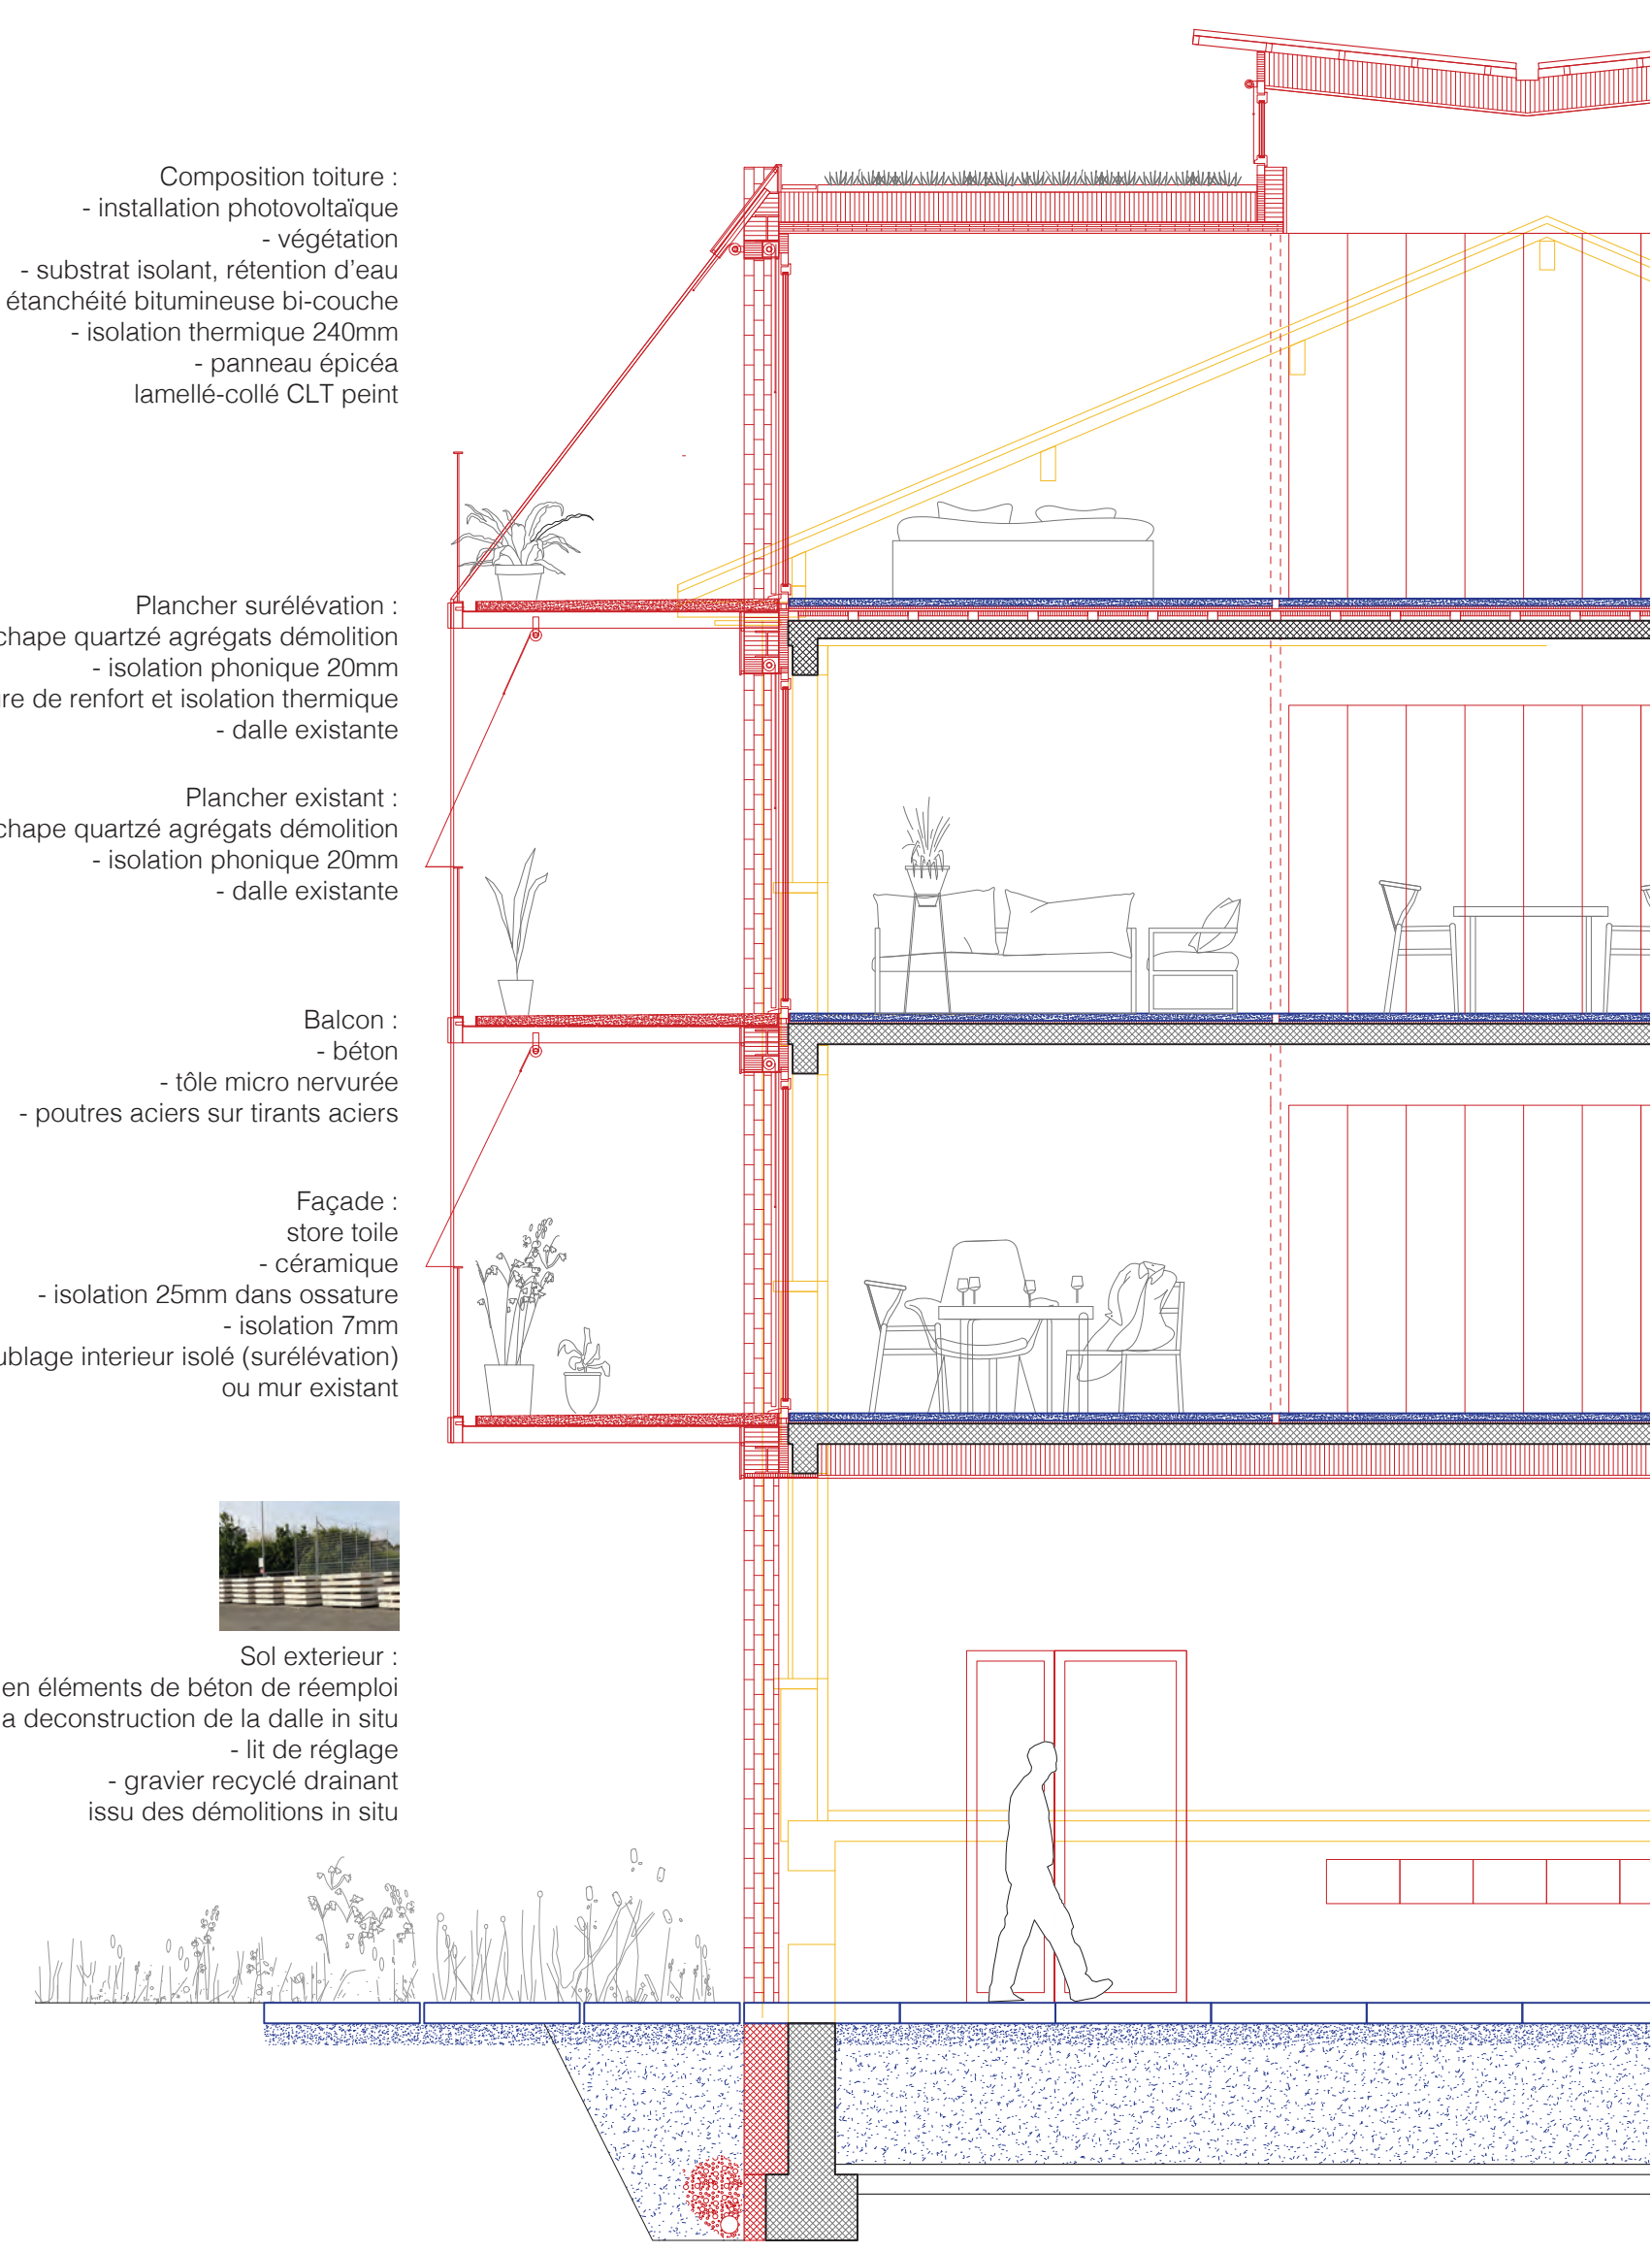 Composition toiture :
- installation photovoltaïque
- végétation
- substrat isolant, rétention d'eau
étanchéité bitumineuse bi-couche
- isolation thermique 240mm
- panneau épicéa
lamellé-collé CLT peint
Plancher surélévation :
chape quartzé agrégats démolition
- isolation phonique 20mm
de renfort et isolation thermique
- dalle existante
Plancher existant :
chape quartzé agrégats démolition
- isolation phonique 20mm
- dalle existante
Balcon :
- béton
- tôle micro nervurée
- poutres aciers sur tirants aciers
Façade :
store toile
- céramique
- isolation 25mm dans ossature
- isolation 7mm
interieur isolé (surélévation)
ou mur existant
Sol exterieur :
en éléments de béton de réemploi
a deconstruction de la dalle in situ
- lit de réglage
- gravier recyclé drainant
issu des démolitions in situ